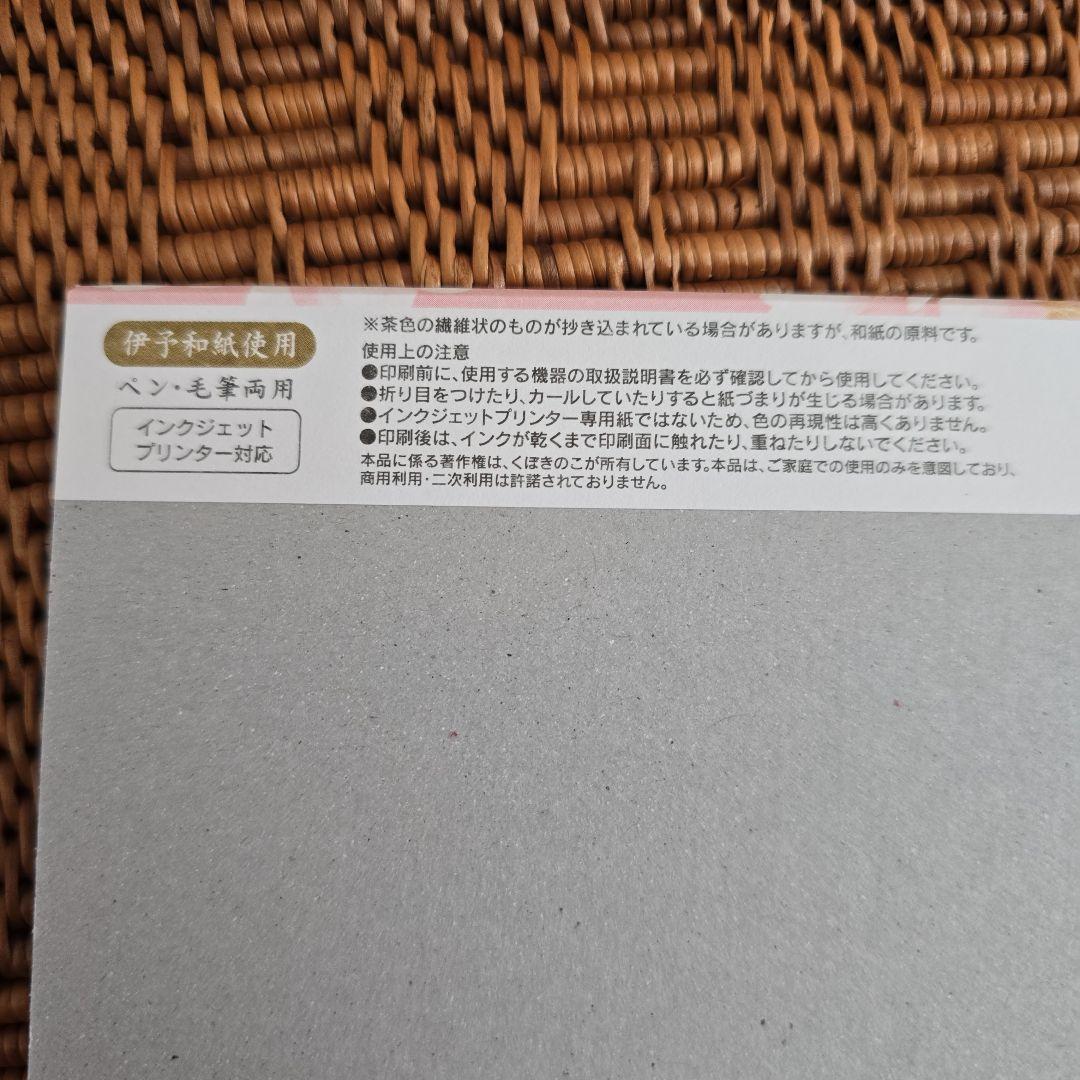 伊予和紙使用
ペン・毛筆両用
インクジェット
プリンター対応
※茶色の繊維状のものが抄き込まれている場合がありますが、和紙の原料です。
使用上の注意
●印刷前に、使用する機器の取扱説明書を必ず確認してから使用してください。
●折り目をつけたり、カールしていたりすると紙づまりが生じる場合があります。
●インクジェットプリンター専用紙ではないため、色の再現性は高くありません。
●印刷後は、インクが乾くまで印刷面に触れたり、重ねたりしないでください。
本品に係る著作権は、くぼきのこが所有しています。本品は、ご家庭での使用のみを意図しており、
商用利用・二次利用は許諾されておりません。